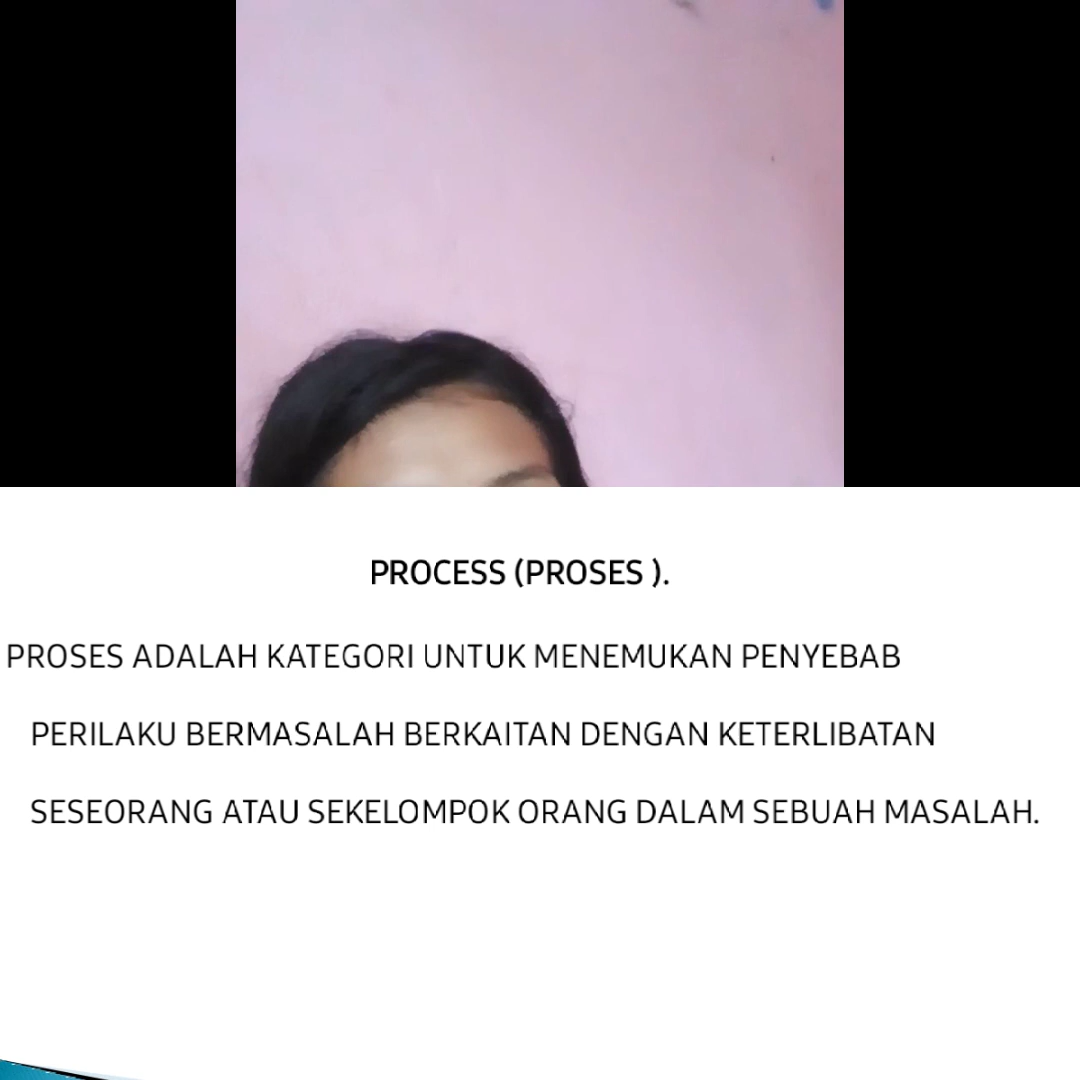 PROCESS (PROSES ).
PROSES ADALAH KATEGORI UNTUK MENEMUKAN PENYEBAB
PERILAKU BERMASALAH BERKAITAN DENGAN KETERLIBATAN
SESEORANG ATAU SEKELOMPOK ORANG DALAM SEBUAH MASALAH.